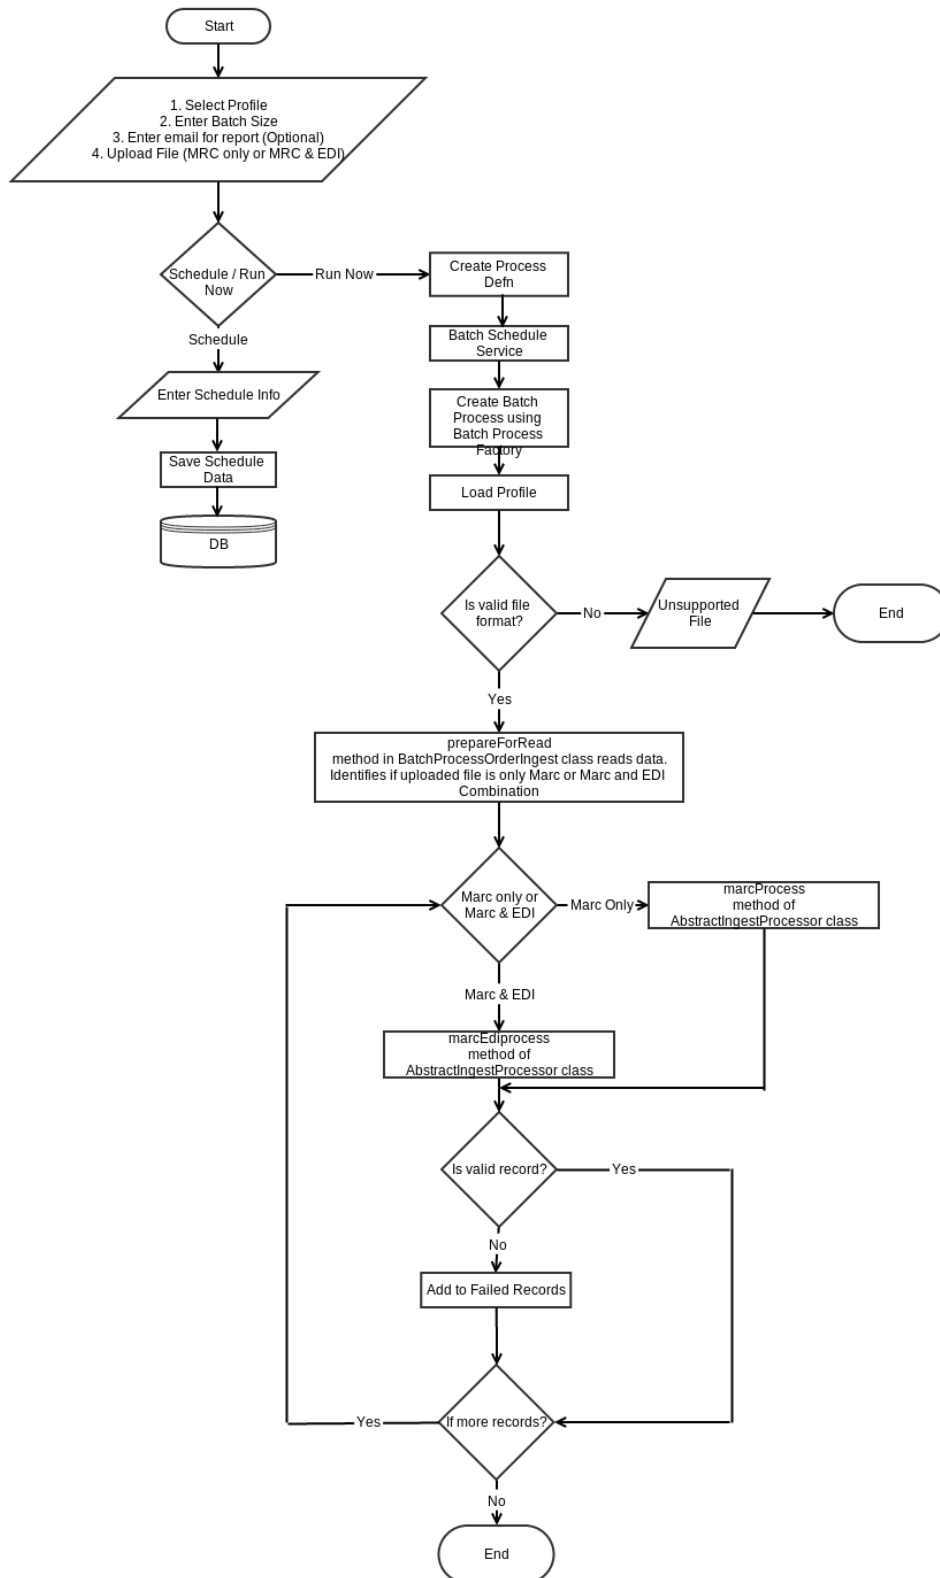 Start
1. Select Profile
2. Enter Batch Size
3. Enter email for report (Optional)
4. Upload File (MRC only or MRC & EDI)
Schedule / Run
Now
Run Now
Create Process
Defn
Schedule
Batch Schedule
Service
Enter Schedule Info
Create Batch
Process using
Batch Process
Factory
Save Schedule
Data
Load Profile
DB
Is valid file
format?
No
Unsupported
File
End
Yes
prepareForRead
method in BatchProcessOrderIngest class reads data.
Identifies if uploaded file is only Marc or Marc and EDI
Combination
Marc only or
Marc & EDI
Marc Only
marcProcess
method of
AbstractIngestProcessor class
Marc & EDI
marcEdiprocess
method of
AbstractIngestProcessor class
Is valid record?
Yes
No
Add to Failed Records
If more records?
Yes
No
End